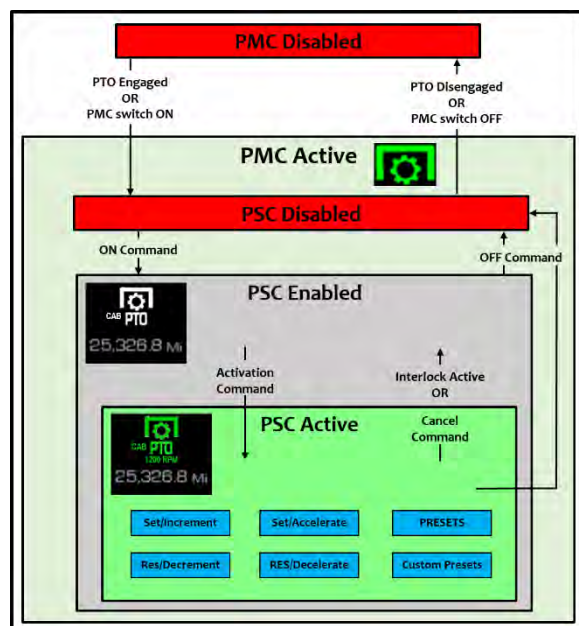 PMC Disabled
PTO Engaged
OR
PMC switch ON
PTO Disengaged
OR
PMC switch OFF
PMC Active
PSC Disabled
ON Command
OFF Command
PSC Enabled
CAB PTO
25,326.8 Mi
Activation
Command
Interlock Active
OR
Cancel
Command
PSC Active
CAB PTO
1200 RPM
25,326.8 Mi
Set/Increment
Set/Accelerate
PRESETS
Res/Decrement
RES/Decelerate
Custom Presets